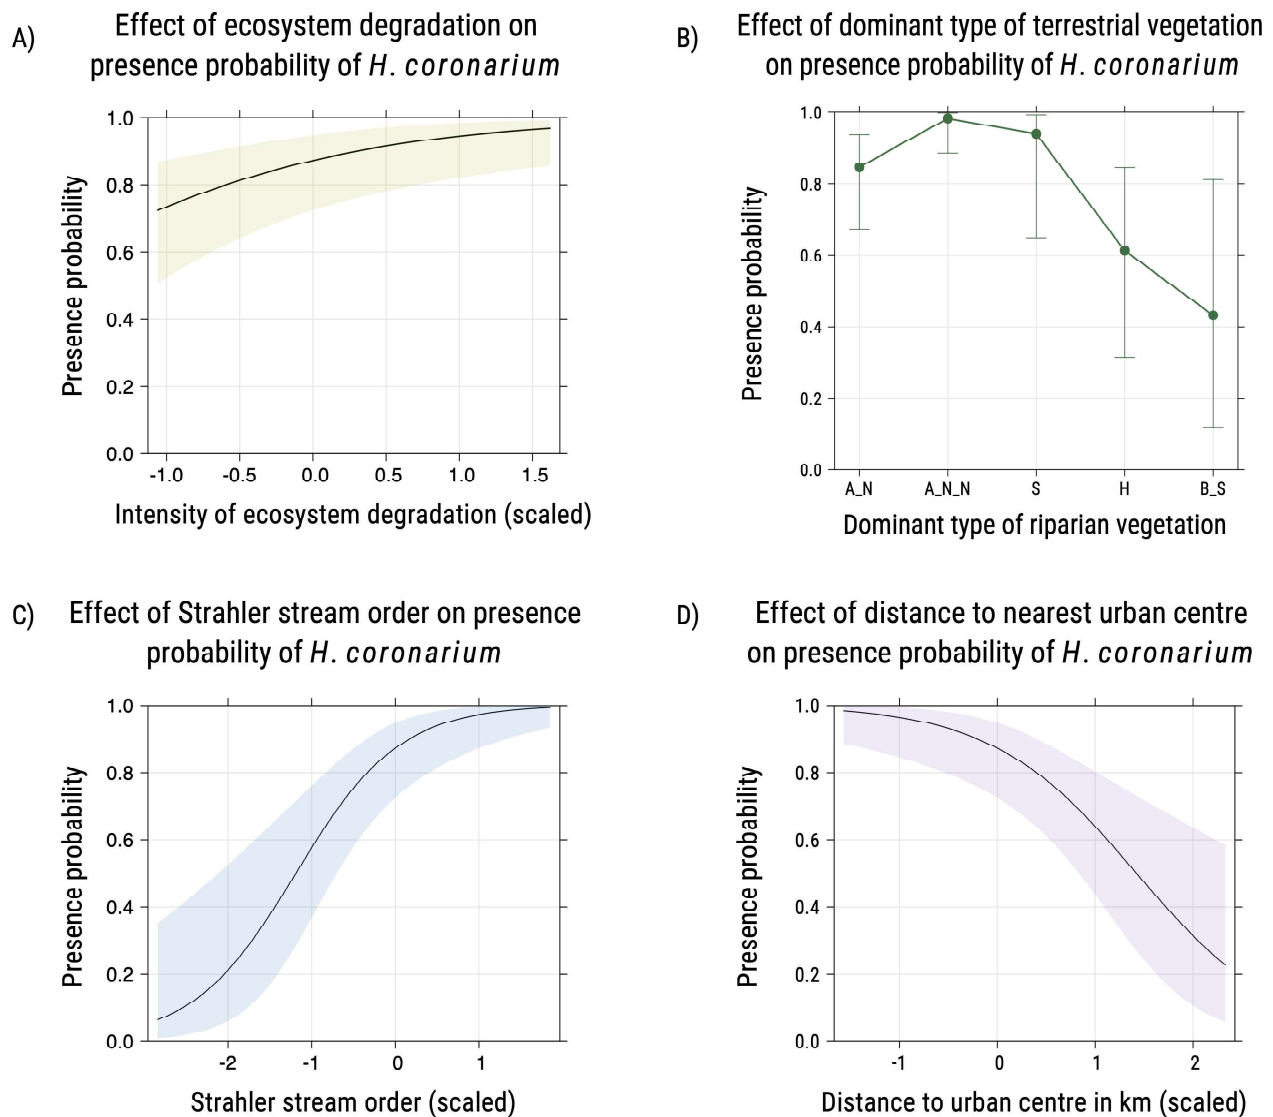 A)
Effect of ecosystem degradation on
presence probability of H. coronarium
Presence probability
1.0
0.8
0.6
0.4
0.2
0.0
-1.0 -0.5 0.0 0.5 1.0 1.5
Intensity of ecosystem degradation (scaled)
B)
Effect of dominant type of terrestrial vegetation
on presence probability of H. coronarium
Presence probability
1.0
0.8
0.6
0.4
0.2
0.0
A_N A_N_N S H B_S
Dominant type of riparian vegetation
C)
Effect of Strahler stream order on presence
probability of H. coronarium
Presence probability
1.0
0.8
0.6
0.4
0.2
0.0
-2 -1 0 1
Strahler stream order (scaled)
D)
Effect of distance to nearest urban centre
on presence probability of H. coronarium
Presence probability
1.0
0.8
0.6
0.4
0.2
0.0
-1 0 1 2
Distance to urban centre in km (scaled)